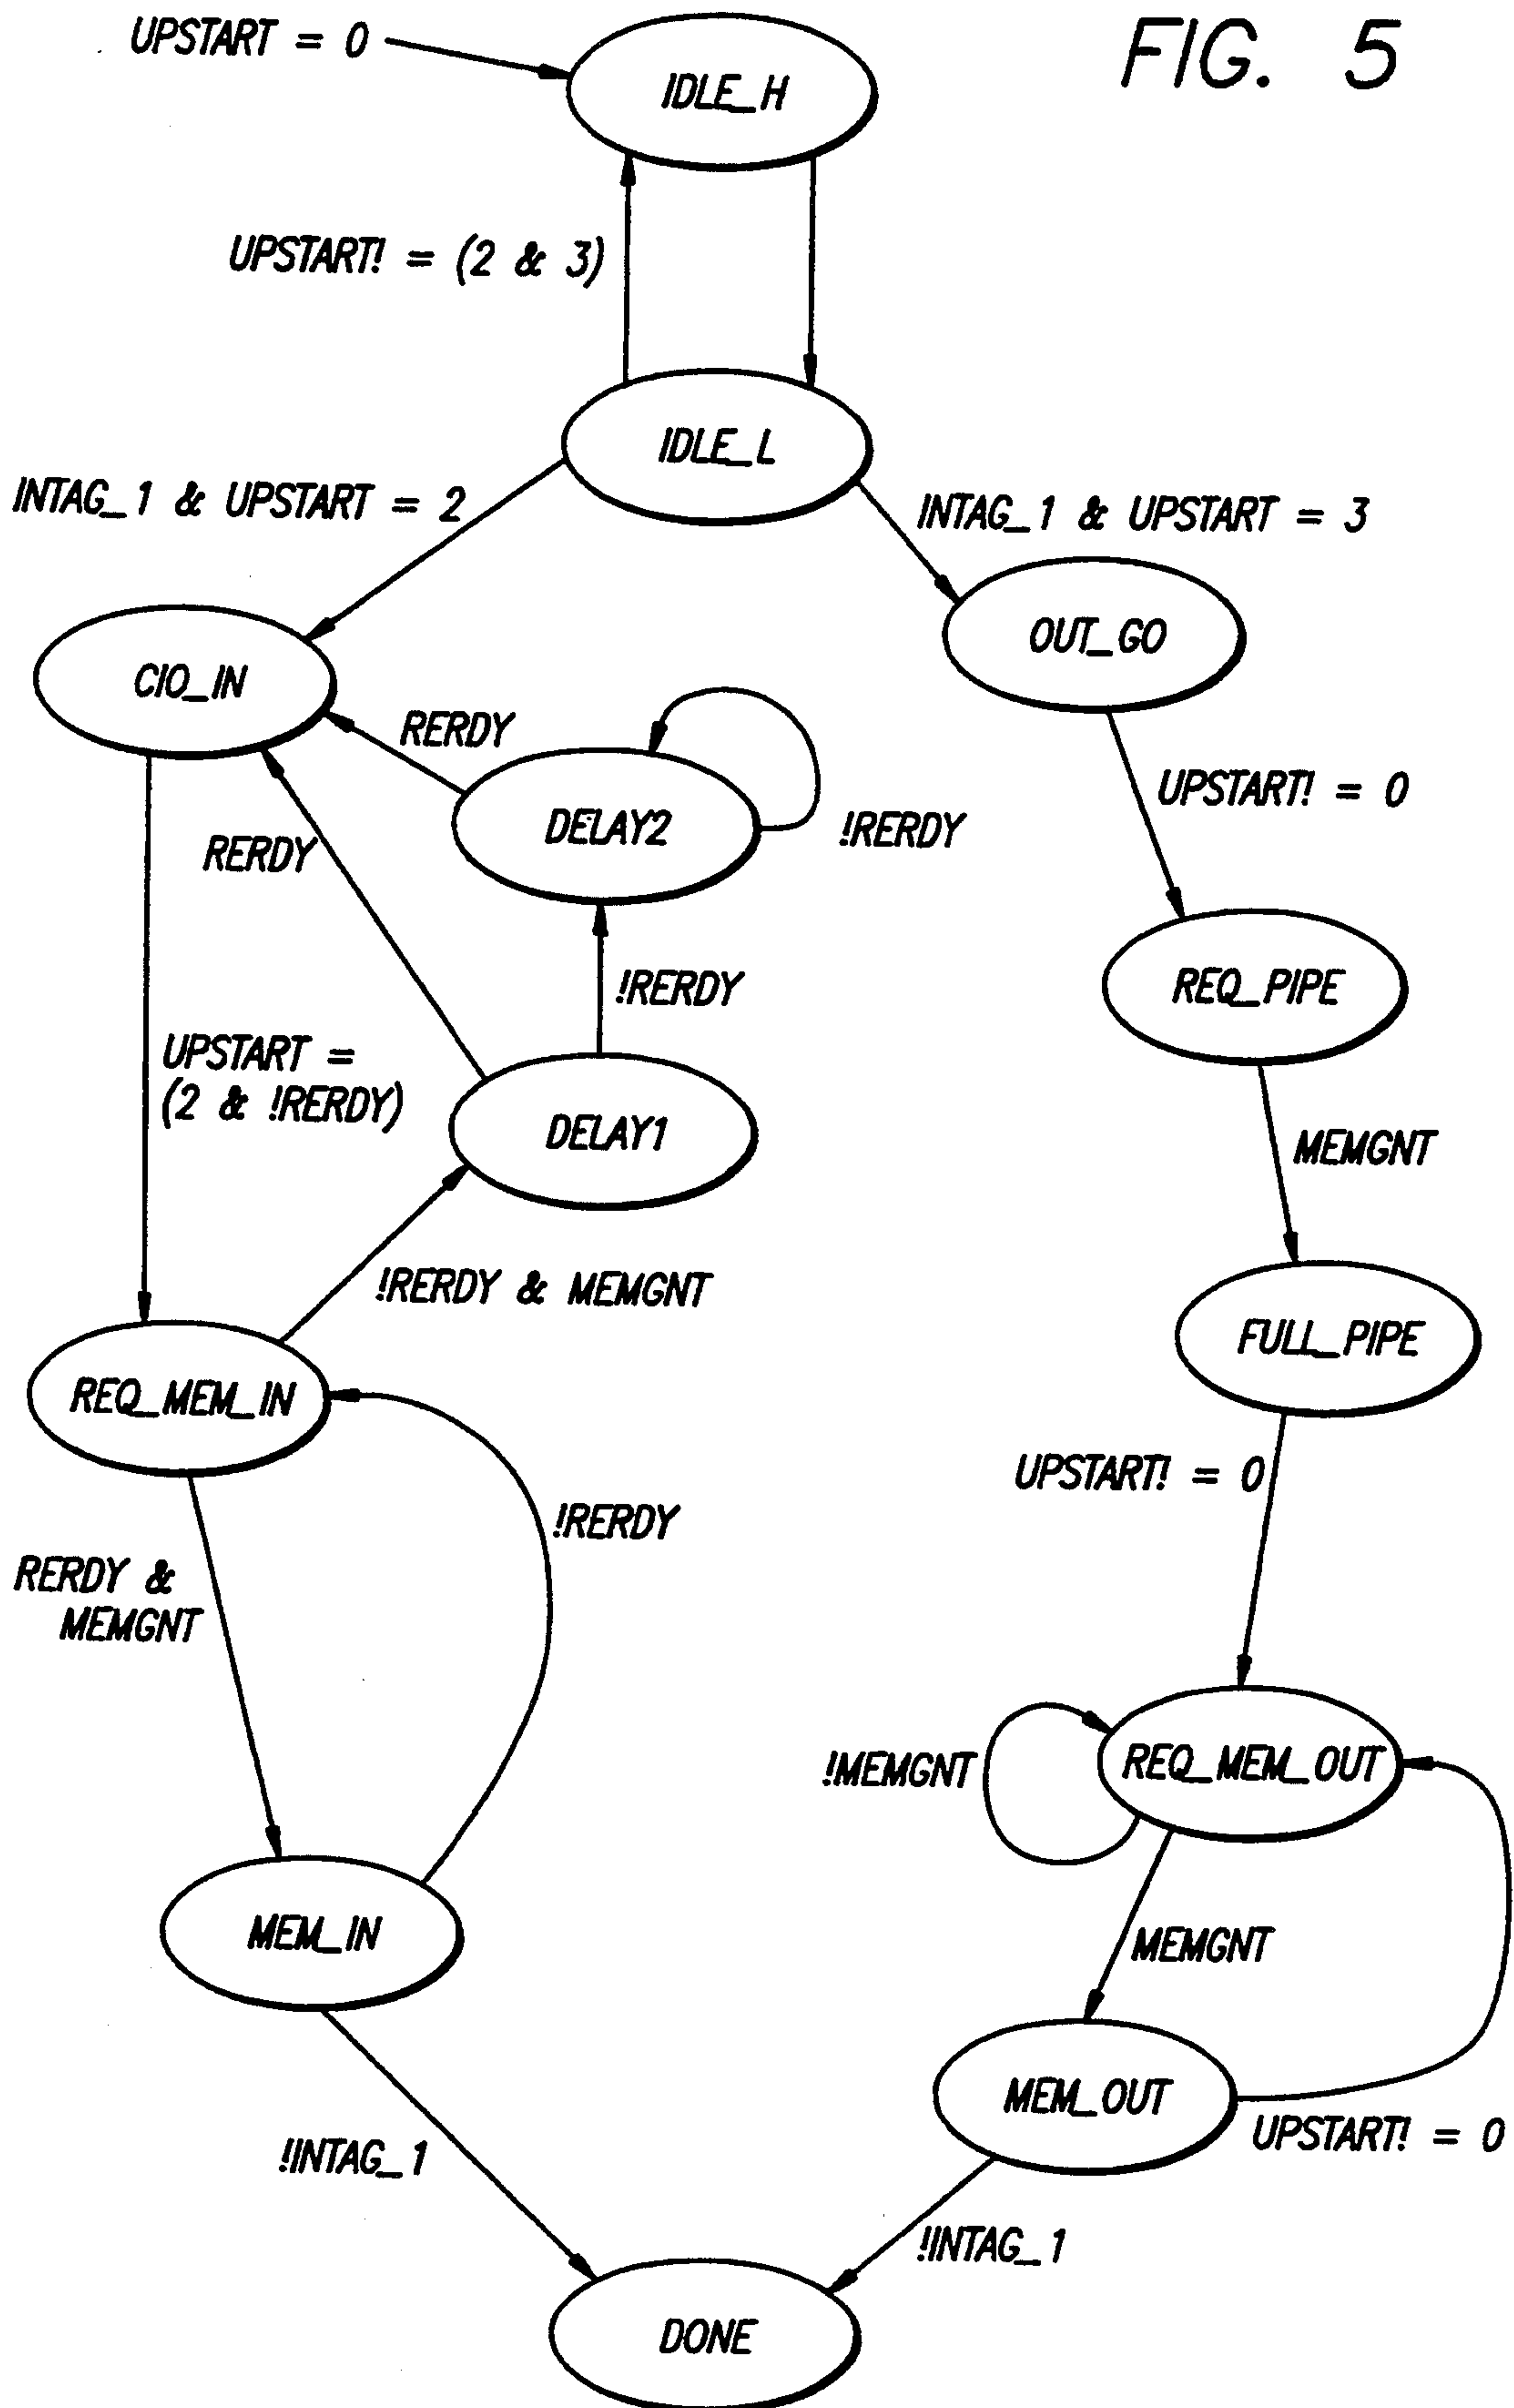 UPSTART = 0
FIG. 5
IDLE_H
UPSTART! = (2 & 3)
IDLE_L
INTAG_1 & UPSTART = 2
INTAG_1 & UPSTART = 3
OUT_GO
CIO_IN
RERDY
UPSTART! = 0
DELAY2
!RERDY
RERDY
REQ_PIPE
!RERDY
UPSTART =
(2 & !RERDY)
DELAY1
MEMGNT
!RERDY & MEMGNT
FULL_PIPE
REQ_MEM_IN
UPSTART! = 0
!RERDY
RERDY &
MEMGNT
REQ_MEM_OUT
!MEMGNT
MEM_IN
MEMGNT
MEM_OUT
UPSTART! = 0
!INTAG_1
!INTAG_1
DONE